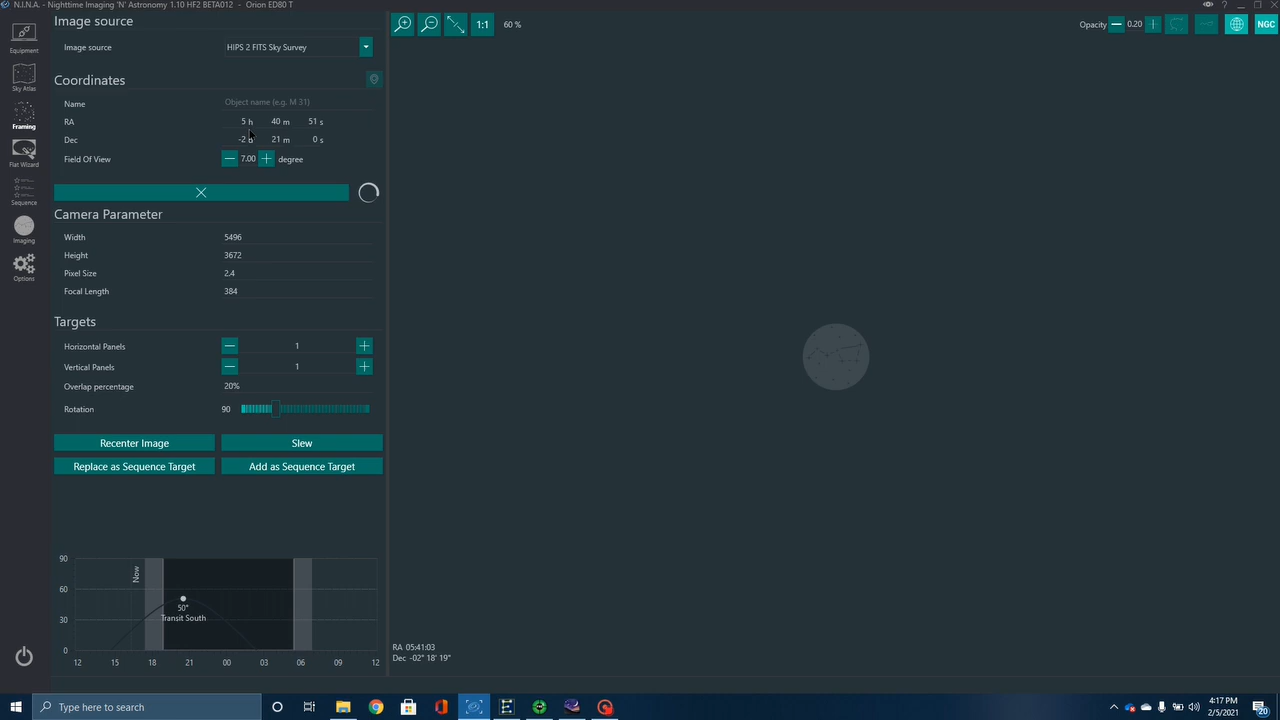 N.I.N.A. - Nighttime Imaging 'N' Astronomy 1.10 HF2 BETA012 - Orion ED80 T
Equipment
Sky Atlas
Framing
Flat Wizard
Sequence
Imaging
Options
Image source
Image source HIPS 2 FITS Sky Survey
Coordinates
Name Object name (e.g. M 31)
RA 5 h 40 m 51 s
Dec -2 d 21 m 0 s
Field Of View 7.00 degree
Camera Parameter
Width 5496
Height 3672
Pixel Size 2.4
Focal Length 384
Targets
Horizontal Panels 1
Vertical Panels 1
Overlap percentage 20%
Rotation 90
Recenter Image Slew
Replace as Sequence Target Add as Sequence Target
90
60
30
0
Now
50°
Transit South
12 15 18 21 00 03 06 09 12
1:1 60 %
Opacity 0.20 NGC
RA 05:41:03
Dec -02° 18' 19"
Type here to search
4:17 PM
2/5/2021
20